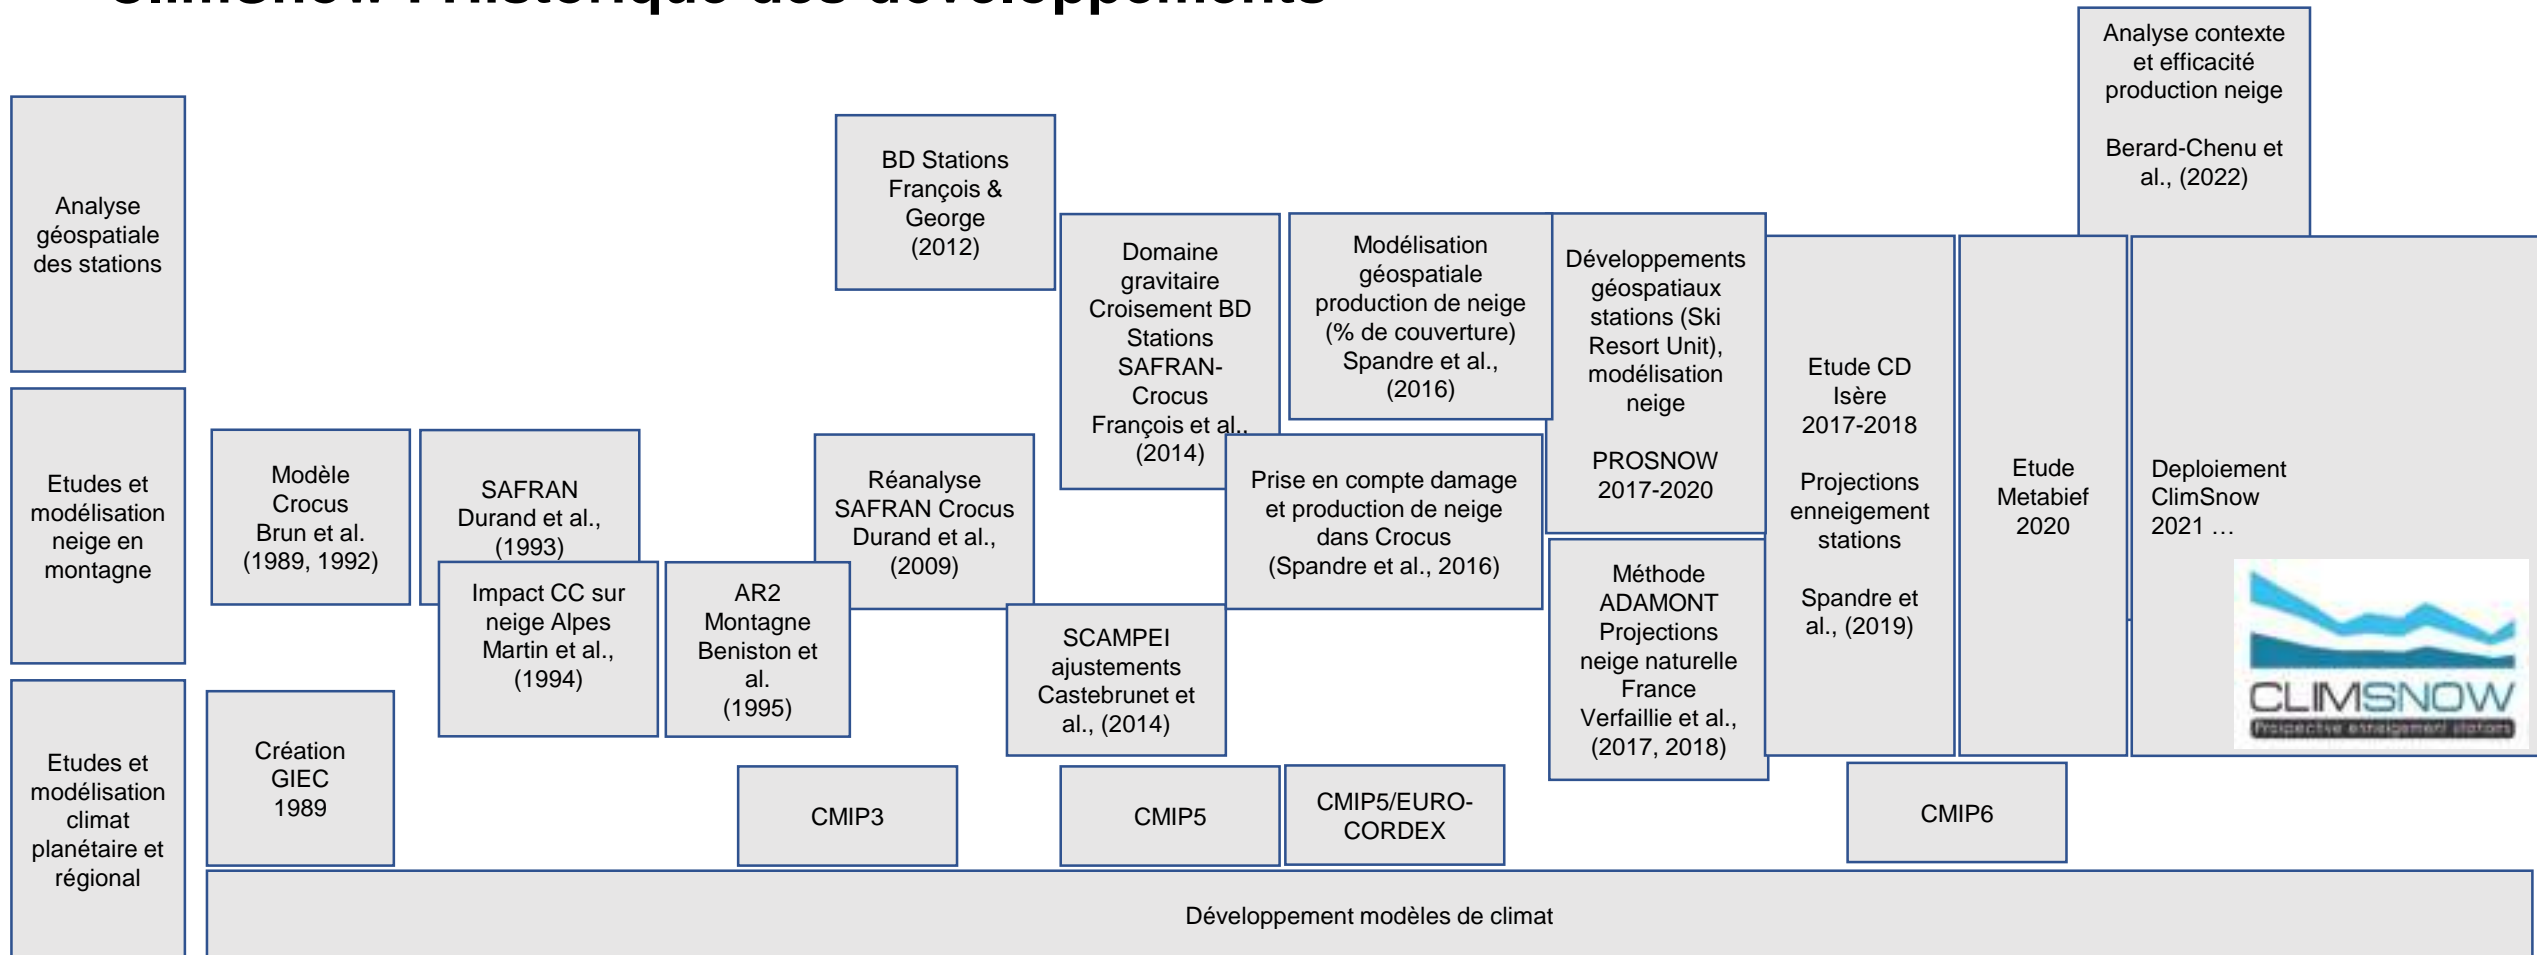 ClimSnow : historique des développements
Analyse contexte
et efficacité
production neige
Berard-Chenu et
al., (2022)
Analyse
géospatiale
des stations
BD Stations
François &
George
(2012)
Domaine
gravitaire
Croisement BD
Stations
SAFRAN-
Crocus
François et al.,
(2014)
Modélisation
géospatiale
production de neige
(% de couverture)
Spandre et al.,
(2016)
Développements
géospatiaux
stations (Ski
Resort Unit),
modélisation
neige
PROSNOW
2017-2020
Etude CD
Isère
2017-2018
Projections
enneigement
stations
Spandre et
al., (2019)
Etude
Metabief
2020
Deploiement
ClimSnow
2021 …
CLIMSNOW
Prospective enneigement stations
Etudes et
modélisation
neige en
montagne
Modèle
Crocus
Brun et al.
(1989, 1992)
SAFRAN
Durand et al.,
(1993)
Impact CC sur
neige Alpes
Martin et al.,
(1994)
AR2
Montagne
Beniston et
al.
(1995)
Réanalyse
SAFRAN Crocus
Durand et al.,
(2009)
SCAMPEI
ajustements
Castebrunet et
al., (2014)
Prise en compte damage
et production de neige
dans Crocus
(Spandre et al., 2016)
Méthode
ADAMONT
Projections
neige naturelle
France
Verfaillie et al.,
(2017, 2018)
Etudes et
modélisation
climat
planétaire et
régional
Création
GIEC
1989
CMIP3
CMIP5
CMIP5/EURO-
CORDEX
CMIP6
Développement modèles de climat